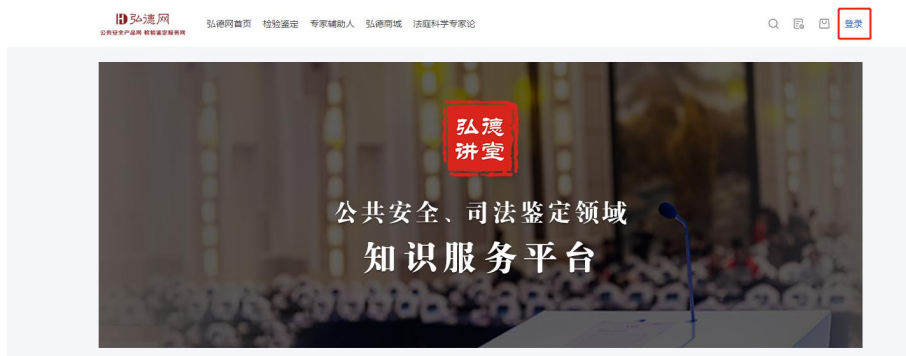 弘德网
公共安全产品网 检验鉴定服务网
弘德网首页 检验鉴定 专家辅助人 弘德商城 法庭科学专家论
登录
弘德
讲堂
公共安全、司法鉴定领域
知识服务平台